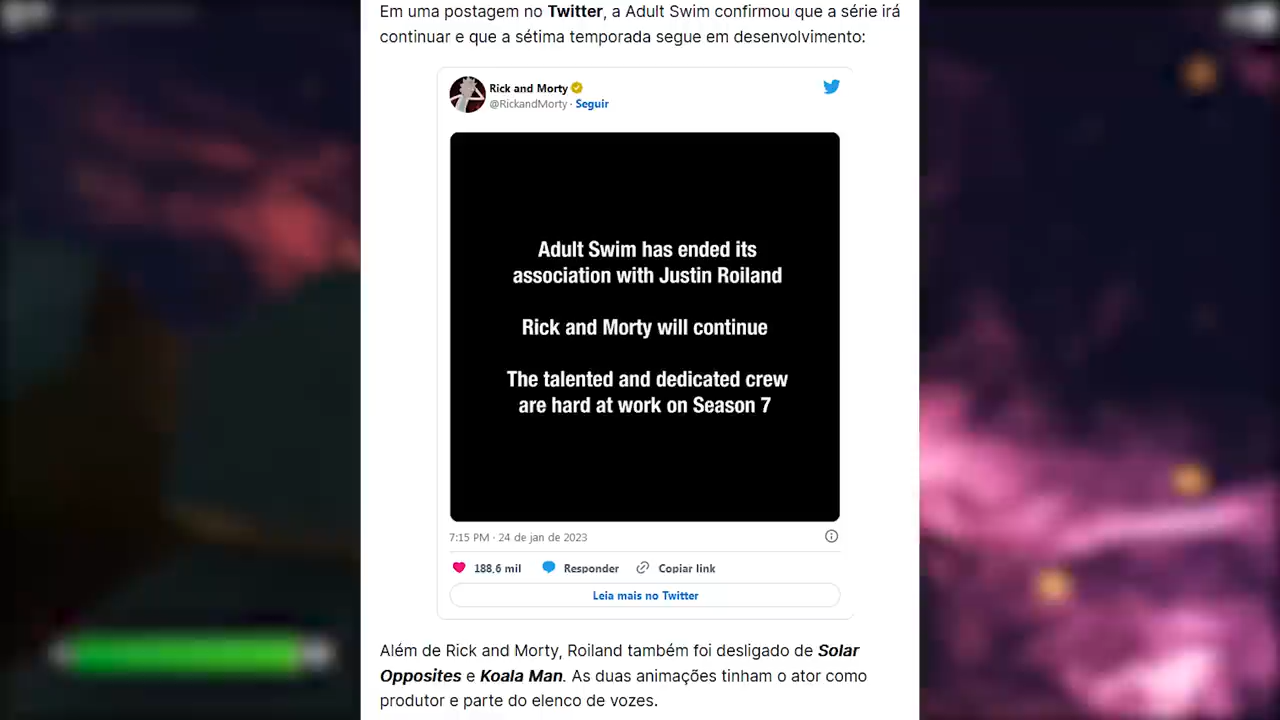 Em uma postagem no Twitter, a Adult Swim confirmou que a série irá
continuar e que a sétima temporada segue em desenvolvimento:
Rick and Morty
@RickandMorty · Seguir
Adult Swim has ended its
association with Justin Roiland
Rick and Morty will continue
The talented and dedicated crew
are hard at work on Season 7
7:15 PM · 24 de jan de 2023
188,6 mil Responder Copiar link
Leia mais no Twitter
Além de Rick and Morty, Roiland também foi desligado de Solar
Opposites e Koala Man. As duas animações tinham o ator como
produtor e parte do elenco de vozes.